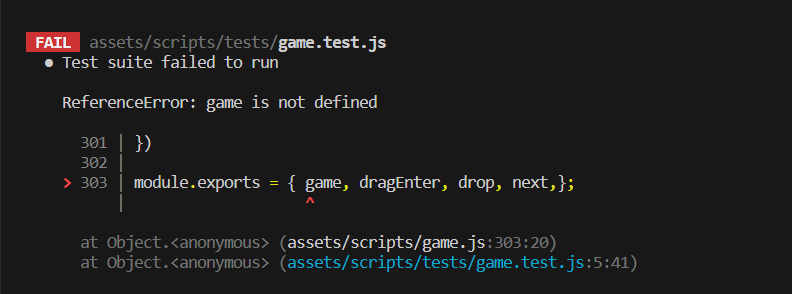 FAIL assets/scripts/tests/game.test.js
● Test suite failed to run
ReferenceError: game is not defined
301 | })
302 |
> 303 | module.exports = { game, dragEnter, drop, next,};
| ^
at Object.<anonymous> (assets/scripts/game.js:303:20)
at Object.<anonymous> (assets/scripts/tests/game.test.js:5:41)